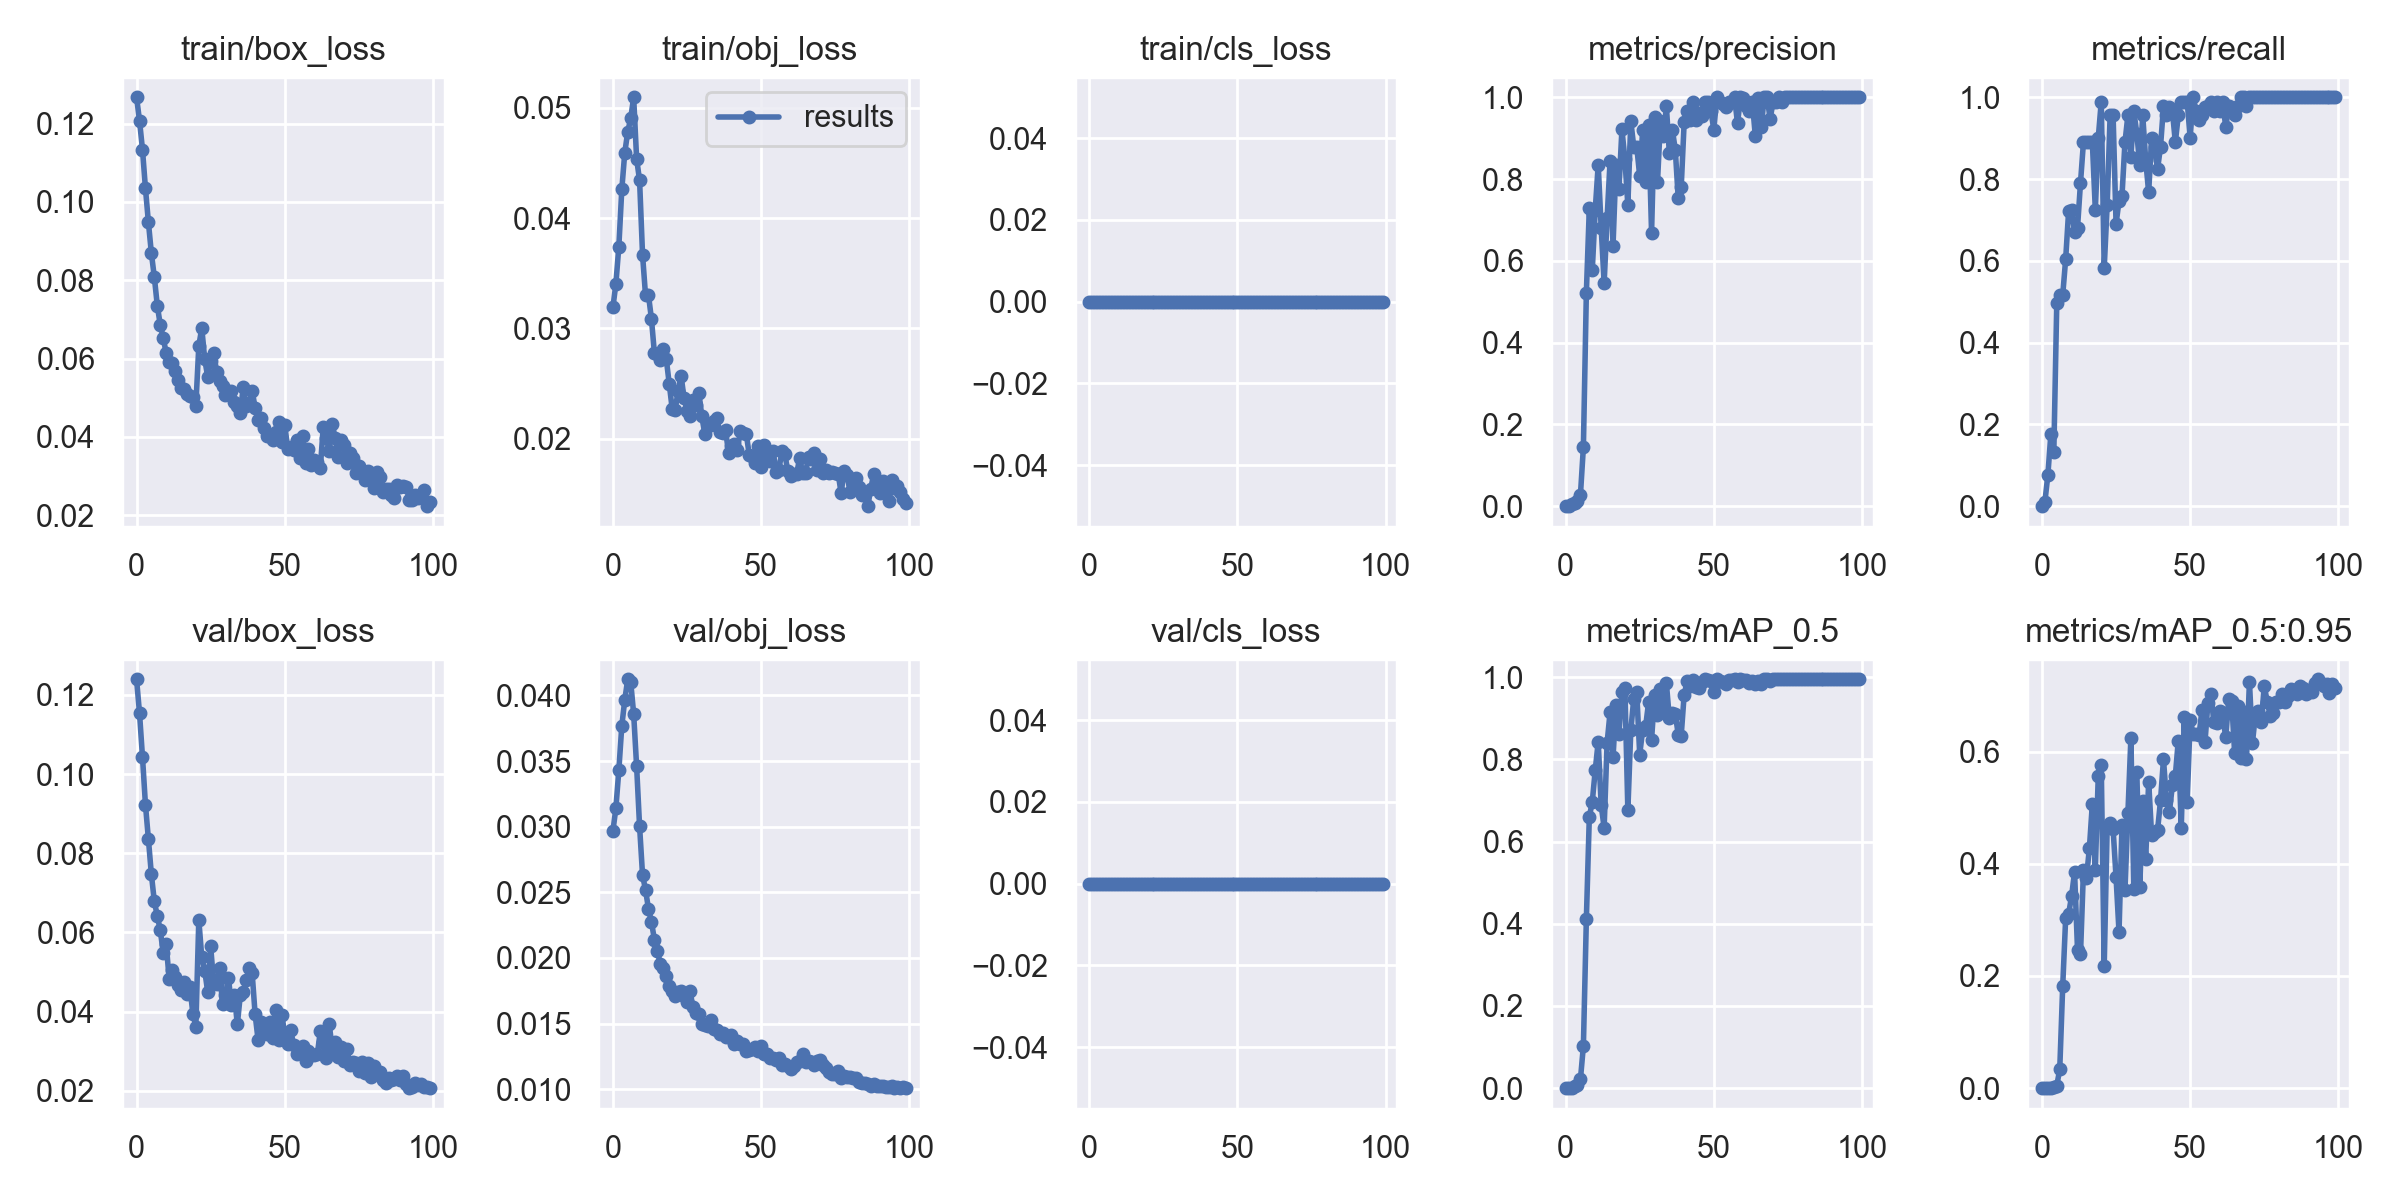 train/box_loss
0.12
0.10
0.08
0.06
0.04
0.02
0 50 100
train/obj_loss
results
0.05
0.04
0.03
0.02
0 50 100
train/cls_loss
0.04
0.02
0.00
−0.02
−0.04
0 50 100
metrics/precision
1.0
0.8
0.6
0.4
0.2
0.0
0 50 100
metrics/recall
1.0
0.8
0.6
0.4
0.2
0.0
0 50 100
val/box_loss
0.12
0.10
0.08
0.06
0.04
0.02
0 50 100
val/obj_loss
0.040
0.035
0.030
0.025
0.020
0.015
0.010
0 50 100
val/cls_loss
0.04
0.02
0.00
−0.02
−0.04
0 50 100
metrics/mAP_0.5
1.0
0.8
0.6
0.4
0.2
0.0
0 50 100
metrics/mAP_0.5:0.95
0.6
0.4
0.2
0.0
0 50 100